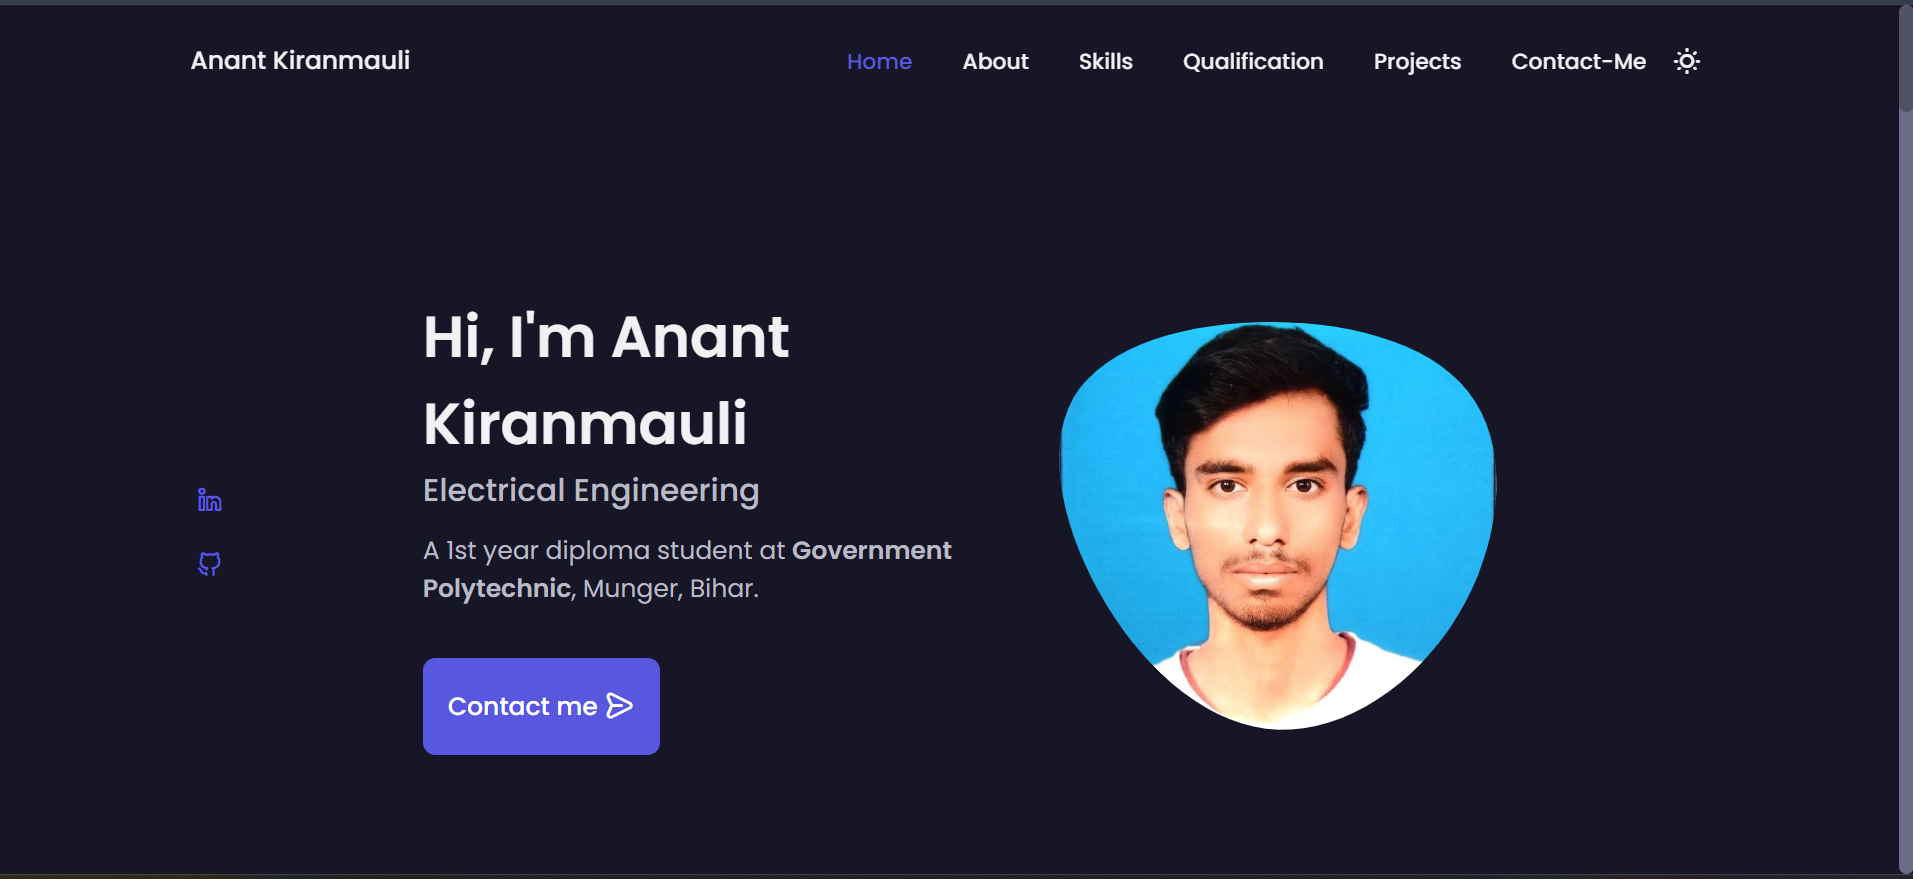 Anant Kiranmauli
Home About Skills Qualification Projects Contact-Me
Hi, I'm Anant
Kiranmauli
Electrical Engineering
A 1st year diploma student at Government
Polytechnic, Munger, Bihar.
Contact me